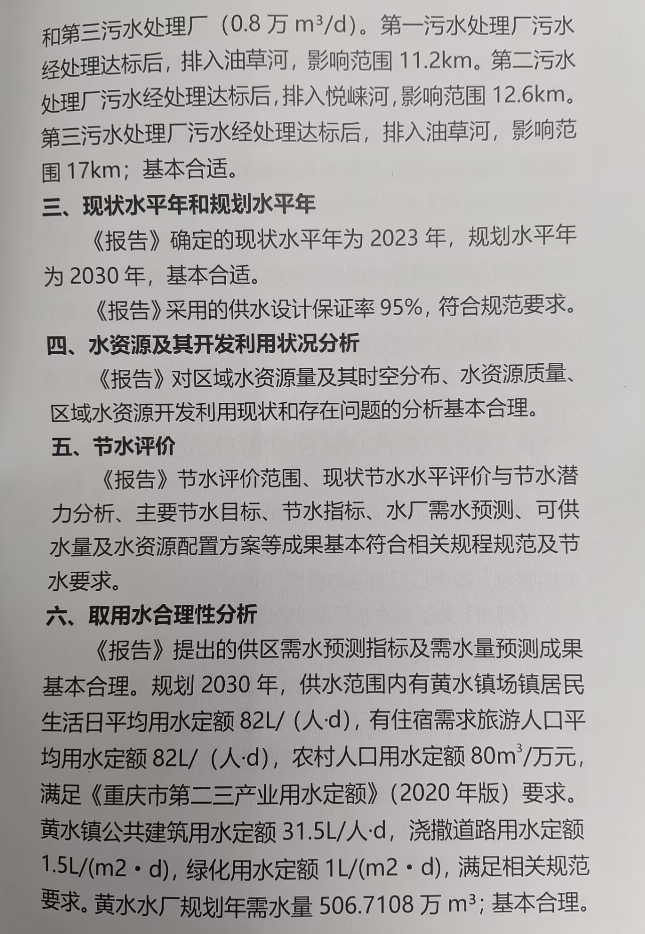 和第三污水处理厂（0.8 万 m³/d）。第一污水处理厂污水
经处理达标后，排入油草河，影响范围 11.2km。第二污水
处理厂污水经处理达标后，排入悦崃河，影响范围 12.6km。
第三污水处理厂污水经处理达标后，排入油草河，影响范
围 17km；基本合适。
三、现状水平年和规划水平年
《报告》确定的现状水平年为 2023 年，规划水平年
为 2030 年，基本合适。
《报告》采用的供水设计保证率 95%，符合规范要求。
四、水资源及其开发利用状况分析
《报告》对区域水资源量及其时空分布、水资源质量、
区域水资源开发利用现状和存在问题的分析基本合理。
五、节水评价
《报告》节水评价范围、现状节水水平评价与节水潜
力分析、主要节水目标、节水指标、水厂需水预测、可供
水量及水资源配置方案等成果基本符合相关规程规范及节
水要求。
六、取用水合理性分析
《报告》提出的供区需水预测指标及需水量预测成果
基本合理。规划 2030 年，供水范围内有黄水镇场镇居民
生活日平均用水定额 82L/（人·d），有住宿需求旅游人口平
均用水定额 82L/（人·d），农村人口用水定额 80m³/万元，
满足《重庆市第二三产业用水定额》（2020 年版）要求。
黄水镇公共建筑用水定额 31.5L/人·d，浇撒道路用水定额
1.5L/(m2·d)，绿化用水定额 1L/(m2·d)，满足相关规范
要求。黄水水厂规划年需水量 506.7108 万 m³；基本合理。